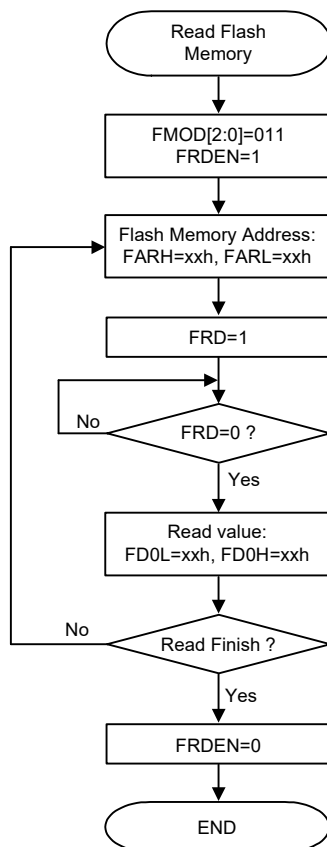 Read Flash
Memory
FMOD[2:0]=011
FRDEN=1
Flash Memory Address:
FARH=xxh, FARL=xxh
FRD=1
No
FRD=0 ?
Yes
Read value:
FD0L=xxh, FD0H=xxh
No
Read Finish ?
Yes
FRDEN=0
END